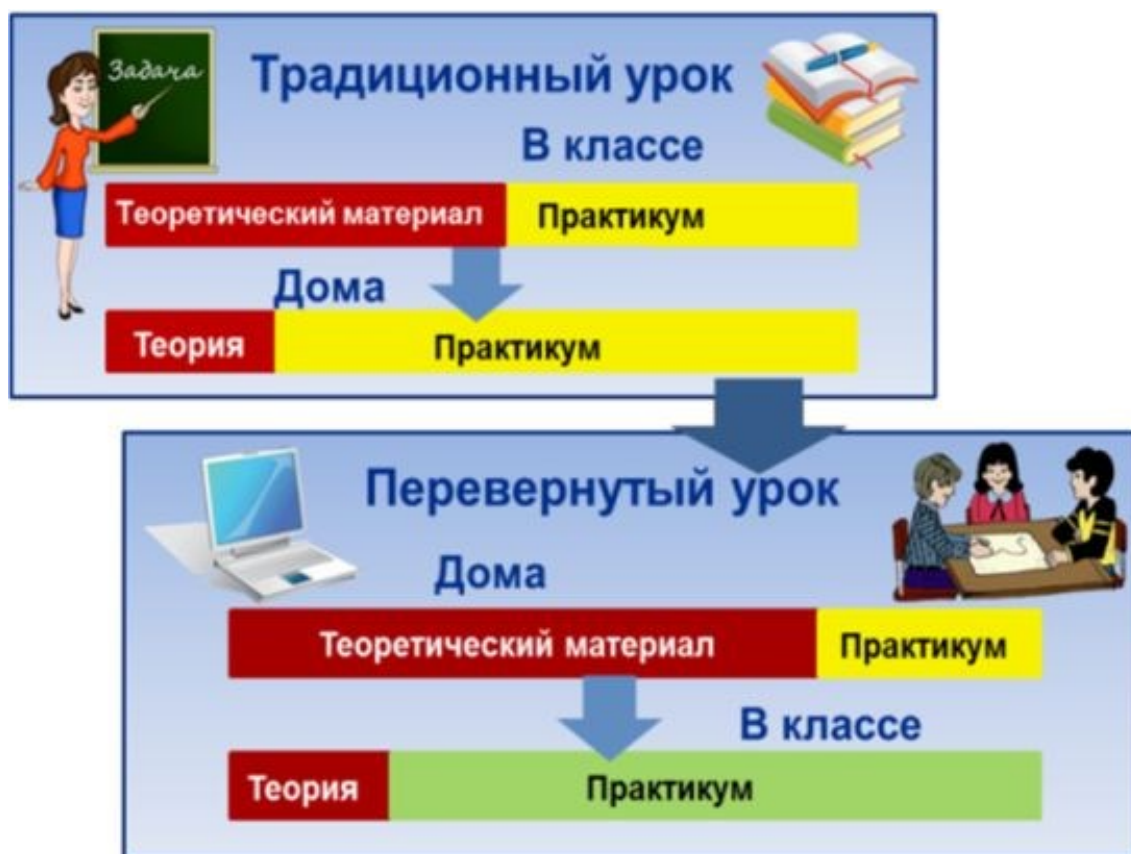 Задача
Традиционный урок
В классе
Теоретический материал Практикум
Дома
Теория Практикум
Перевернутый урок
Дома
Теоретический материал Практикум
В классе
Теория Практикум